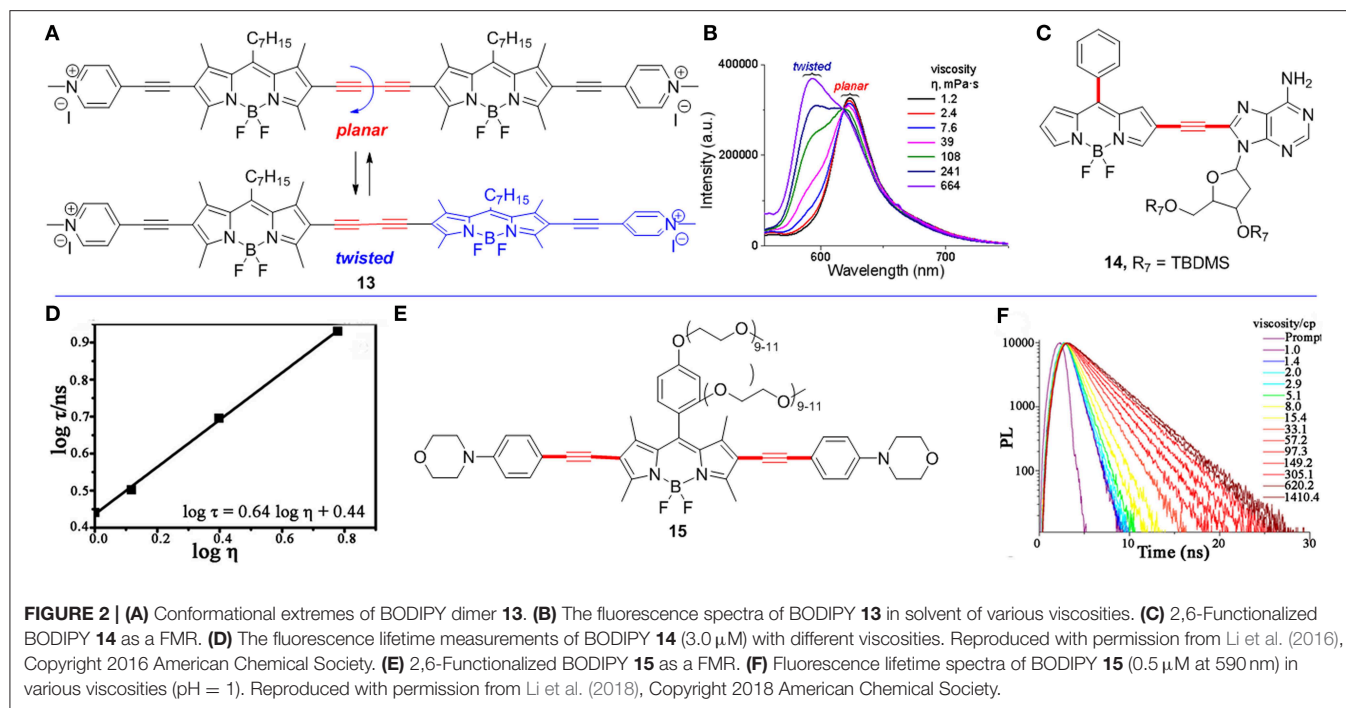 A
C₇H₁₅
C₇H₁₅
N
⊕
I
⊖
N
B
N
F
F
planar
N
B
N
F
F
N
⊕
I
⊖
C₇H₁₅
C₇H₁₅
N
⊕
I
⊖
N
B
N
F
F
twisted
N
B
N
F
F
N
⊕
I
⊖
13
B
twisted
planar
viscosity
η, mPa·s
1.2
2.4
7.6
39
108
241
664
400000
200000
0
Intensity (a.u.)
600
700
Wavelength (nm)
C
NH₂
N
N
N
N
N
B
N
F
F
O
R₇O
O
R₇
14, R₇ = TBDMS
D
0.9
0.8
0.7
0.6
0.5
0.4
log τ/ns
log τ = 0.64 log η + 0.44
0.0
0.2
0.4
0.6
0.8
log η
E
O
O
9-11
O
O
9-11
O
N
N
B
N
F
F
N
O
15
F
viscosity/cp
Prompt
1.0
1.4
2.0
2.9
5.1
8.0
15.4
33.1
57.2
97.3
149.2
305.1
620.2
1410.4
10000
1000
100
PL
0
10
20
30
Time (ns)
FIGURE 2 | (A) Conformational extremes of BODIPY dimer 13. (B) The fluorescence spectra of BODIPY 13 in solvent of various viscosities. (C) 2,6-Functionalized
BODIPY 14 as a FMR. (D) The fluorescence lifetime measurements of BODIPY 14 (3.0 μM) with different viscosities. Reproduced with permission from Li et al. (2016),
Copyright 2016 American Chemical Society. (E) 2,6-Functionalized BODIPY 15 as a FMR. (F) Fluorescence lifetime spectra of BODIPY 15 (0.5 μM at 590 nm) in
various viscosities (pH = 1). Reproduced with permission from Li et al. (2018), Copyright 2018 American Chemical Society.